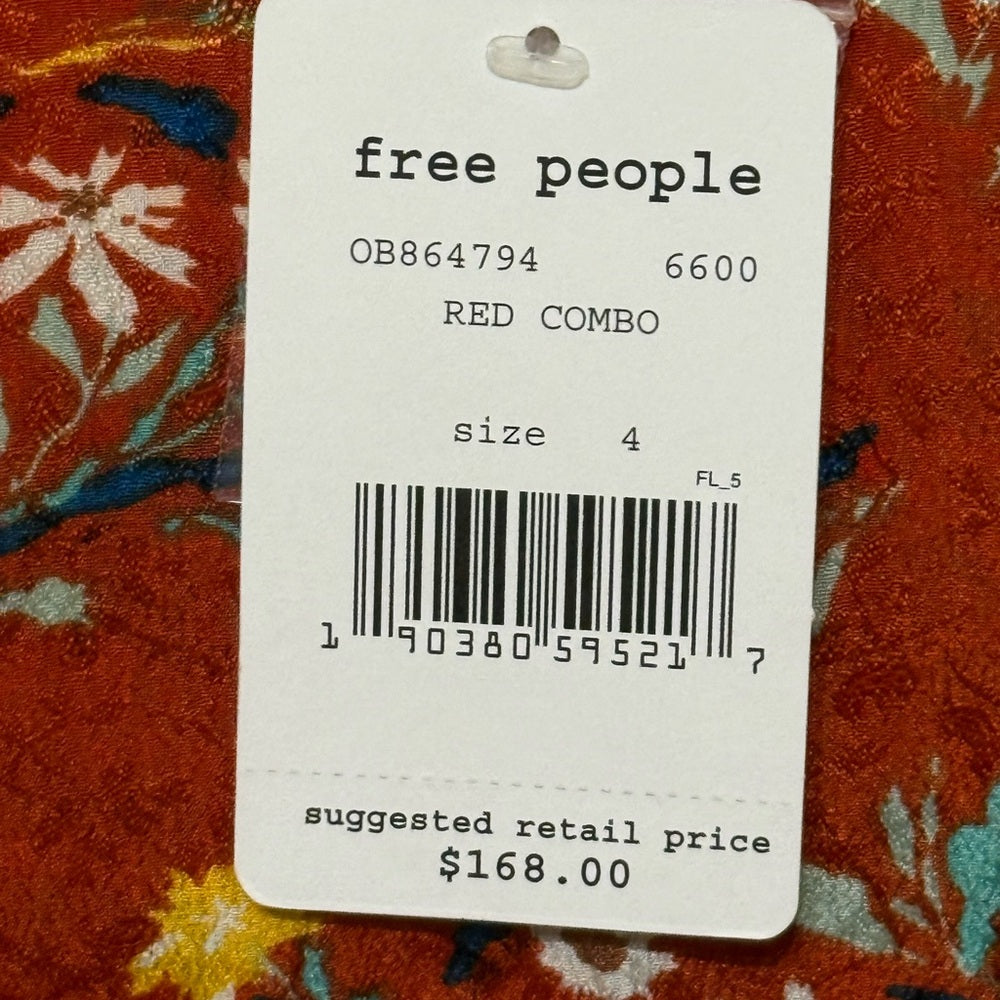 free people
OB864794 6600
RED COMBO
size 4
FL_5
1 90380 59521 7
suggested retail price
$168.00